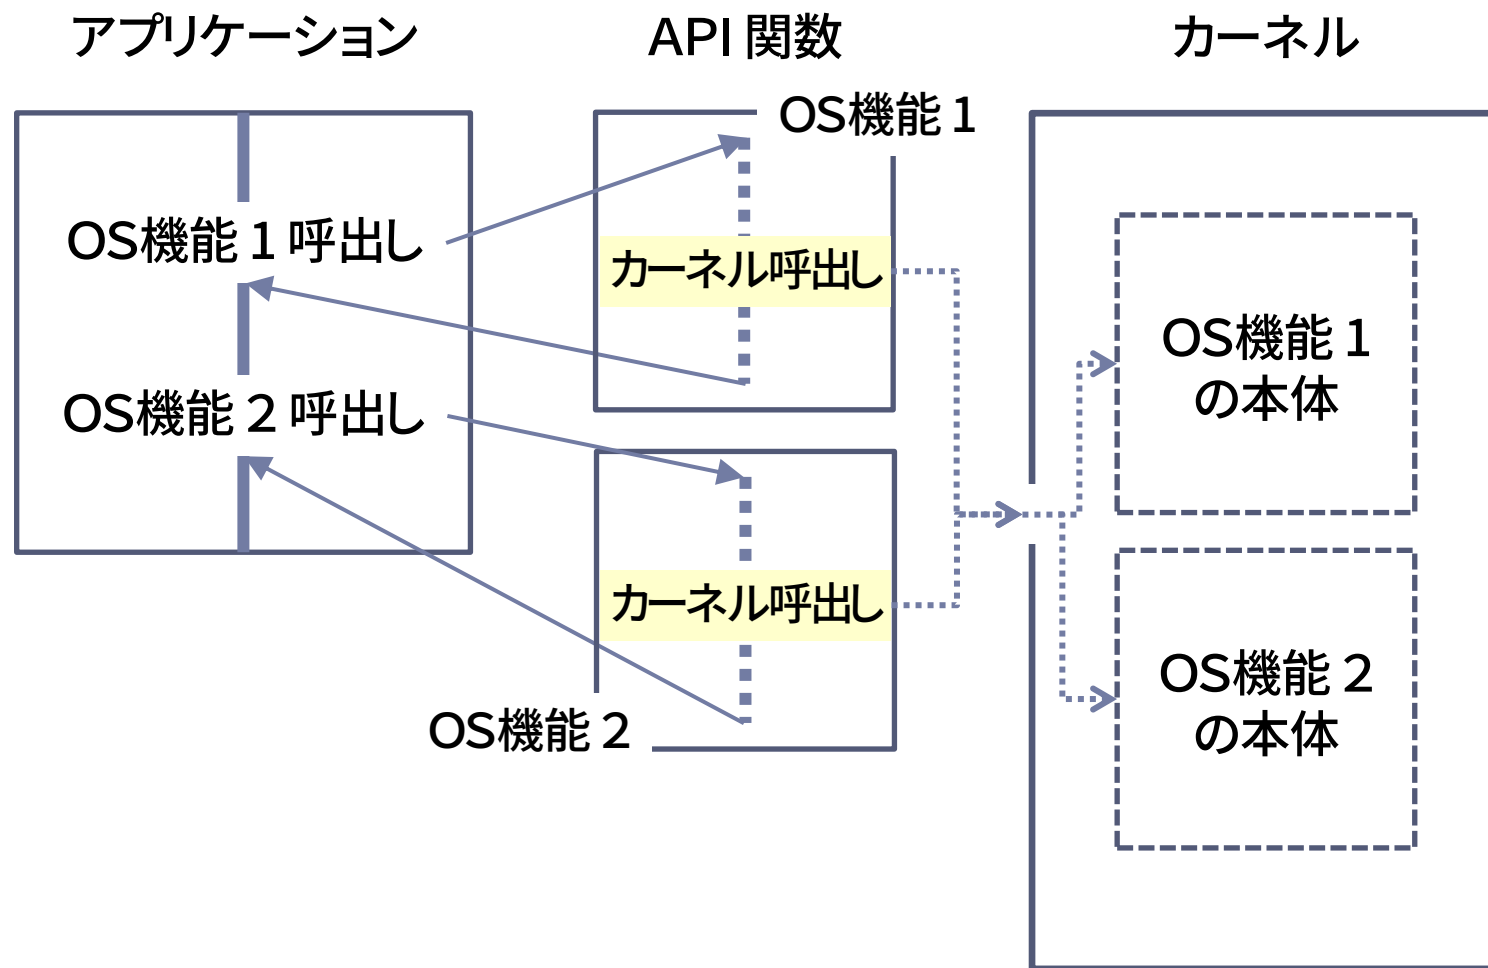 アプリケーション
API 関数
カーネル
OS機能 1
OS機能 1 呼出し
カーネル呼出し
OS機能 1
の本体
OS機能 2 呼出し
カーネル呼出し
OS機能 2
の本体
OS機能 2